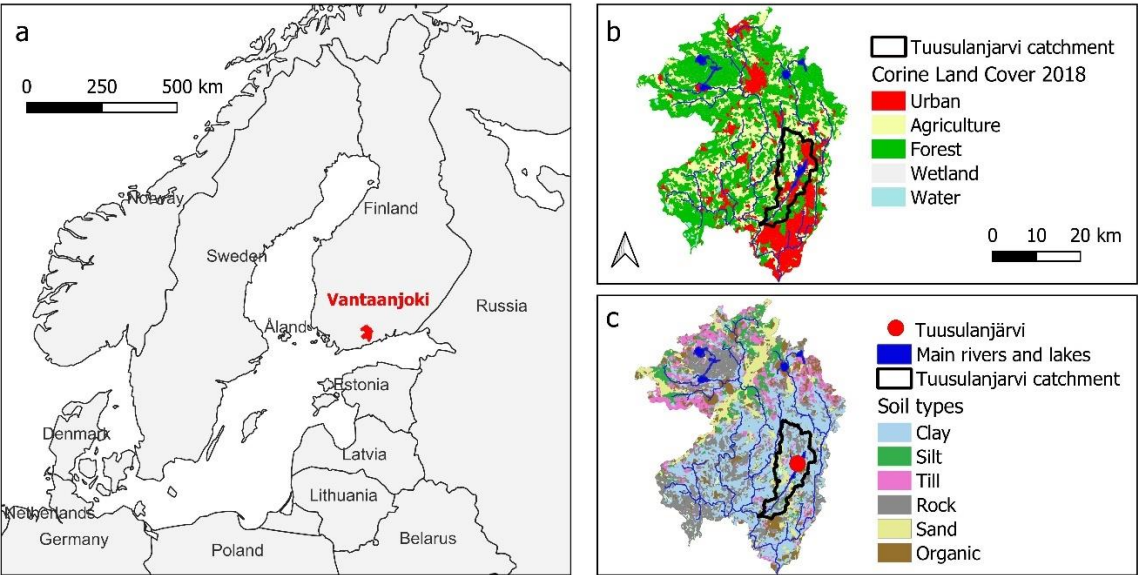 a
0 250 500 km
Norway
Finland
Sweden
Vantaanjoki
Russia
Åland
Estonia
Denmark
Latvia
Lithuania
Netherlands
Germany
Poland
Belarus
b
Tuusulanjarvi catchment
Corine Land Cover 2018
Urban
Agriculture
Forest
Wetland
Water
0 10 20 km
c
Tuusulanjärvi
Main rivers and lakes
Tuusulanjarvi catchment
Soil types
Clay
Silt
Till
Rock
Sand
Organic